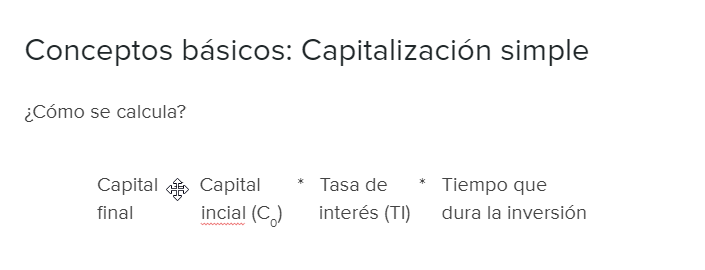 Conceptos básicos: Capitalización simple
¿Cómo se calcula?
Capital Capital * Tasa de * Tiempo que
final incial (C₀) interés (TI) dura la inversión